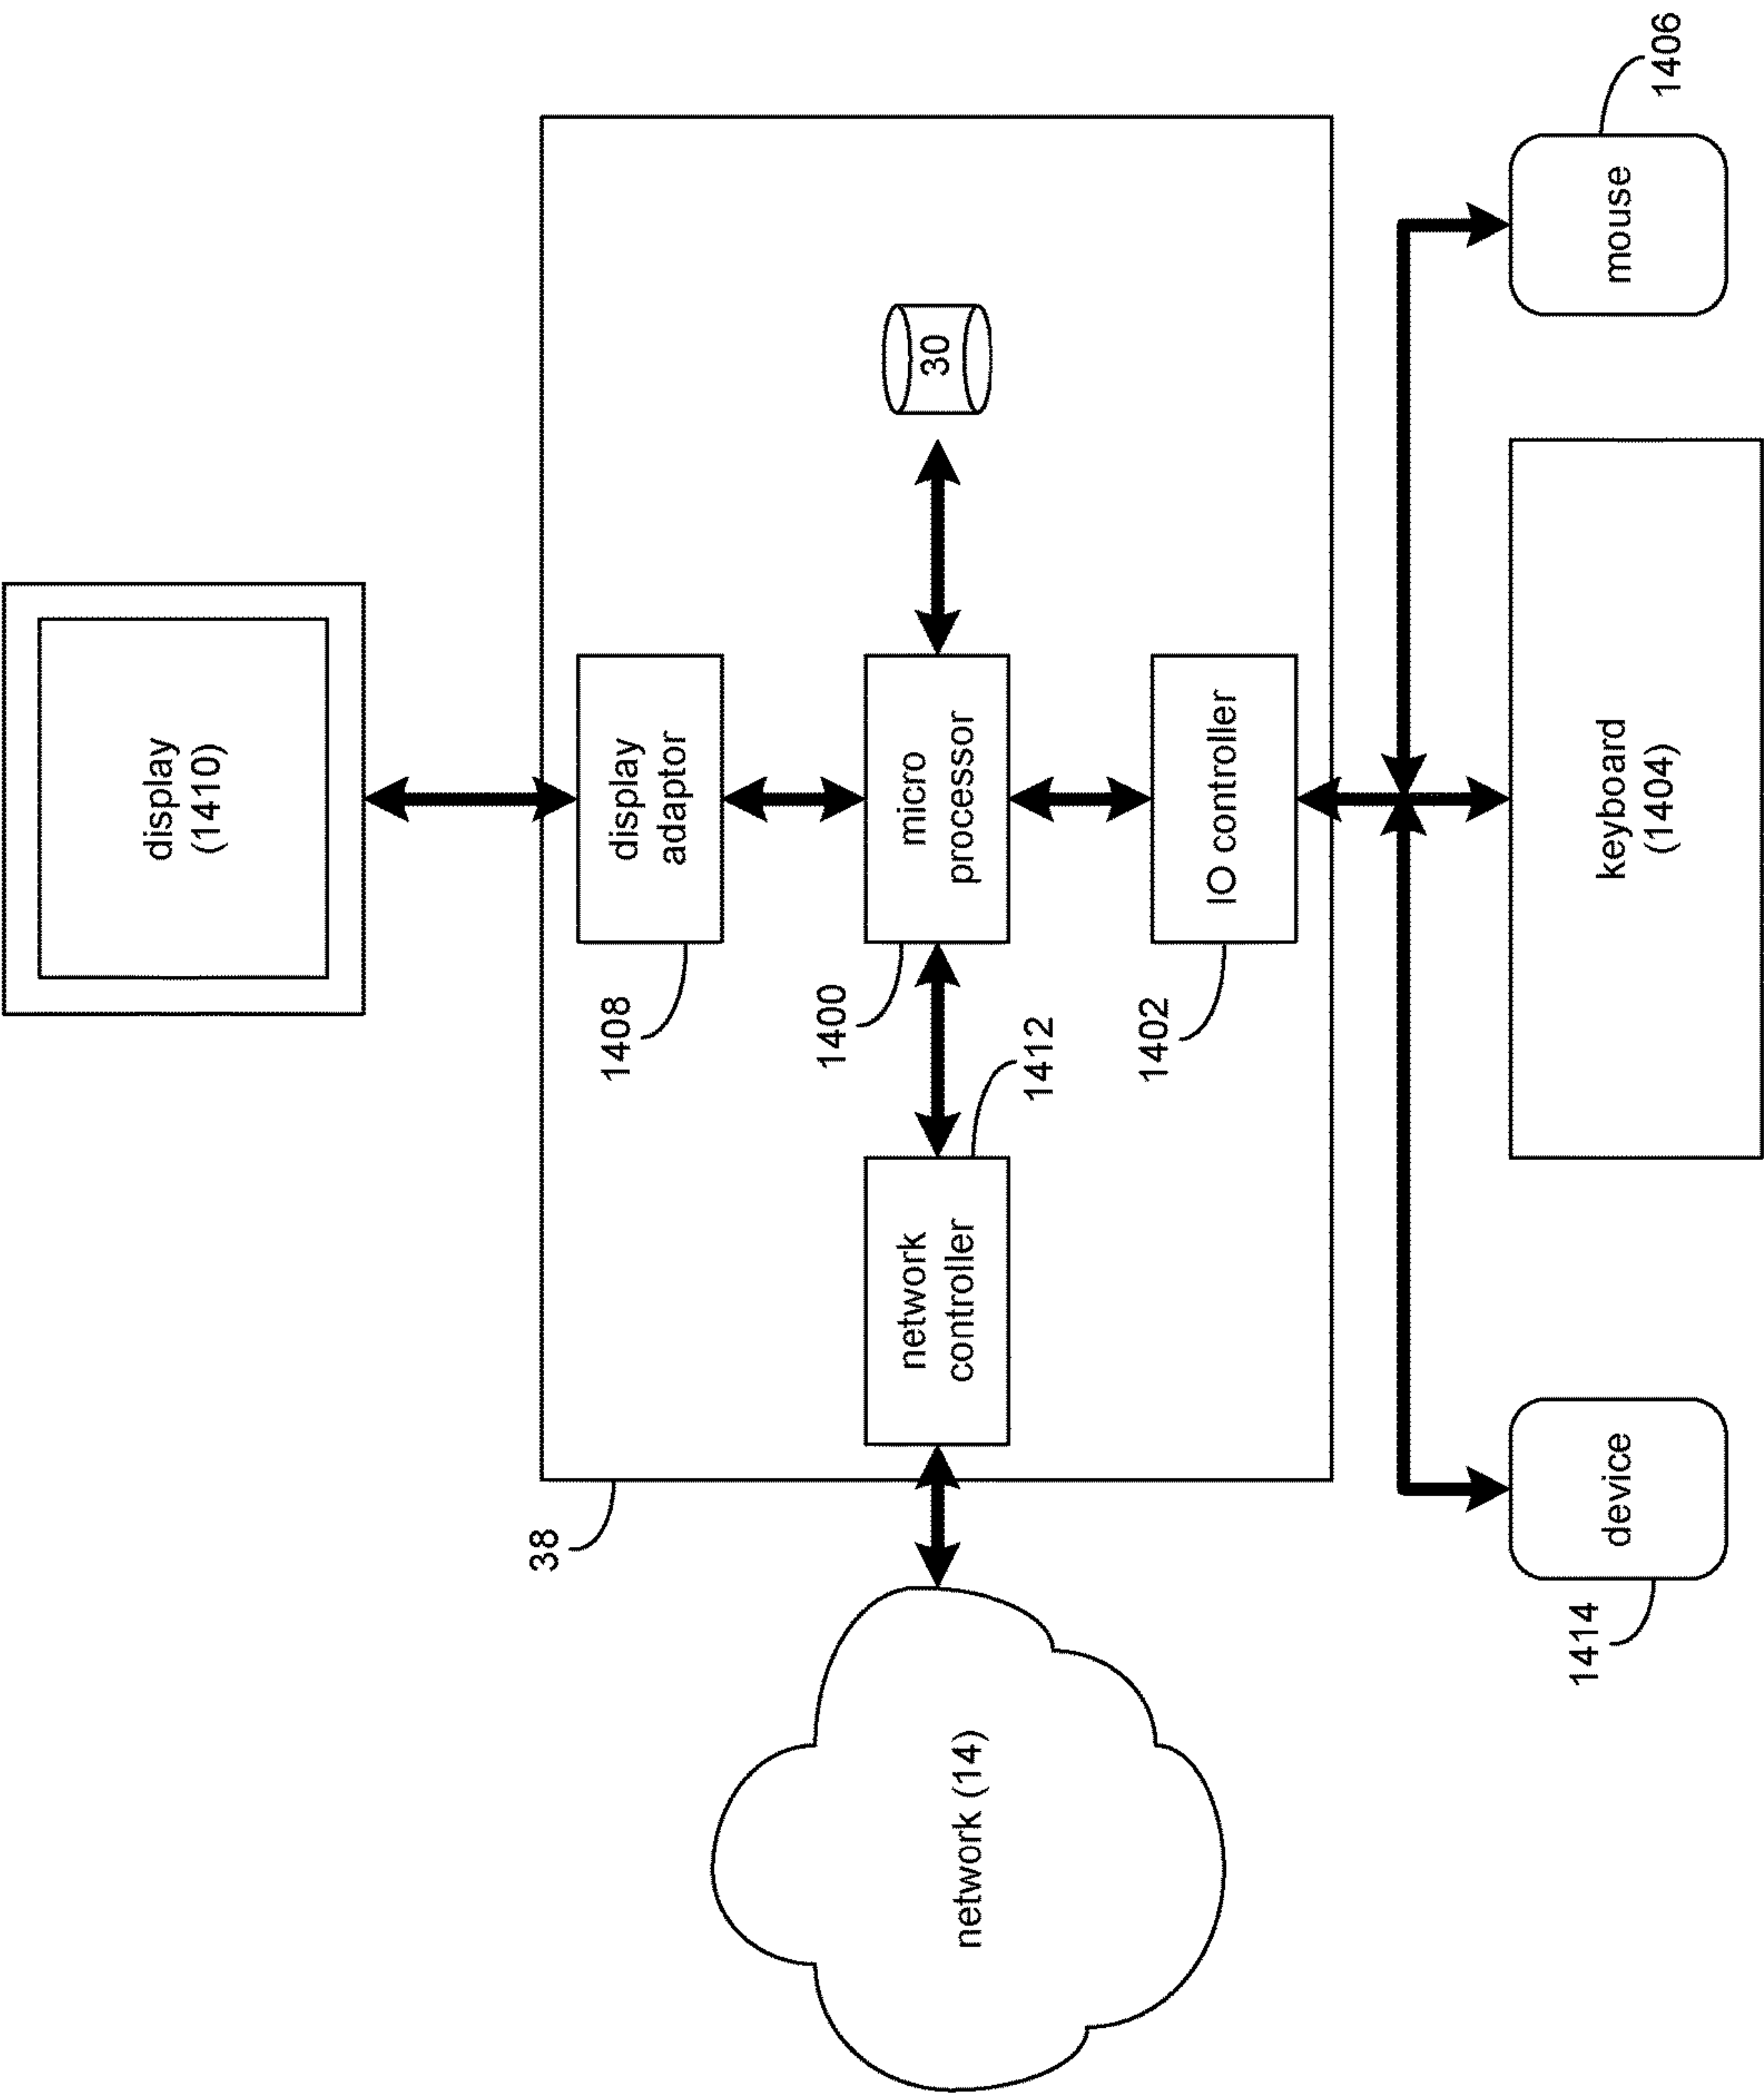 display
(1410)
1408
display
adaptor
1400
micro
processor
30
1412
network
controller
38
network (14)
1402
IO controller
1414
device
keyboard
(1404)
mouse
1406